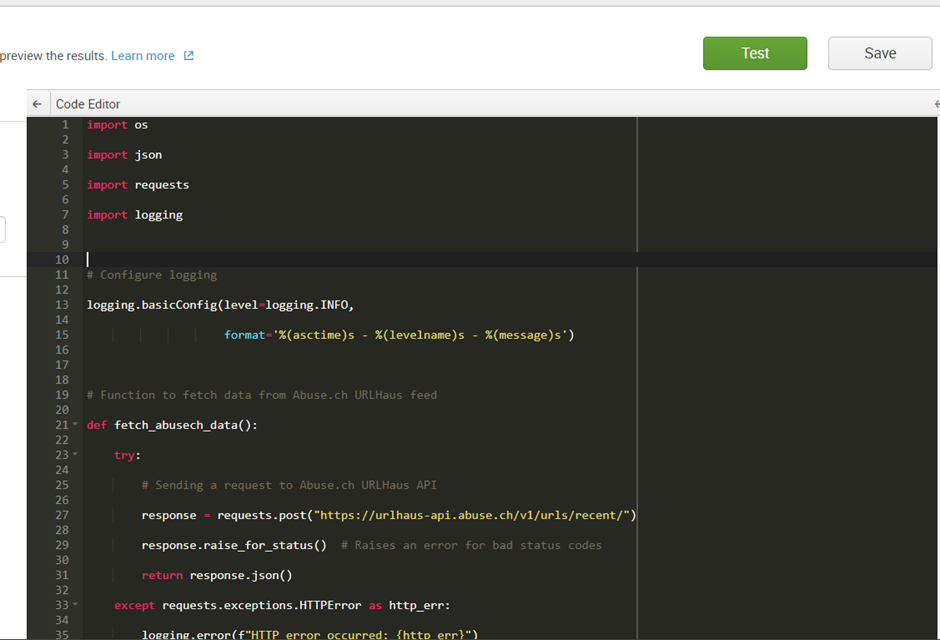 preview the results. Learn more
Test
Save
Code Editor
1 import os
2
3 import json
4
5 import requests
6
7 import logging
8
9
10
11 # Configure logging
12
13 logging.basicConfig(level=logging.INFO,
14
15 format='%(asctime)s - %(levelname)s - %(message)s')
16
17
18
19 # Function to fetch data from Abuse.ch URLHaus feed
20
21 def fetch_abusech_data():
22
23 try:
24
25 # Sending a request to Abuse.ch URLHaus API
26
27 response = requests.post("https://urlhaus-api.abuse.ch/v1/urls/recent/")
28
29 response.raise_for_status() # Raises an error for bad status codes
30
31 return response.json()
32
33 except requests.exceptions.HTTPError as http_err:
34
35 logging.error(f"HTTP error occurred: {http_err}")